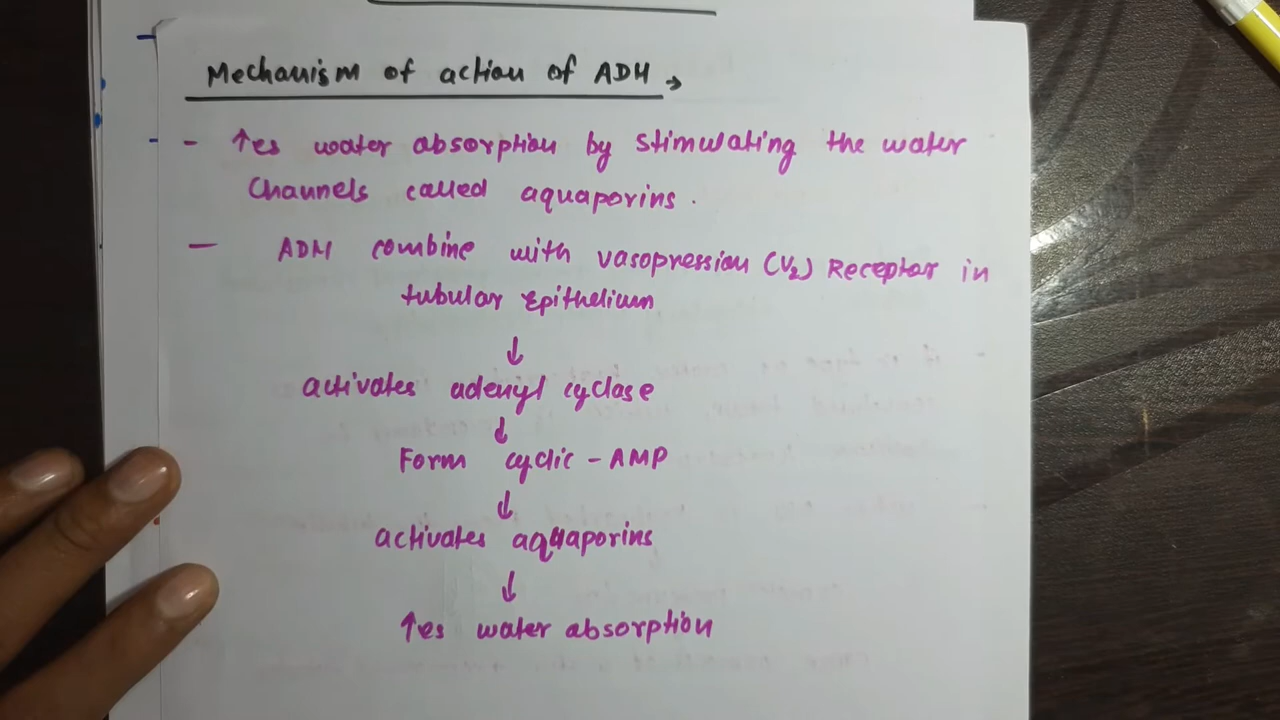 Mechanism of action of ADH →
- ↑es water absorption by stimulating the water
channels called aquaporins.
- ADH combine with vasopression (V₂) Receptor in
tubular Epithelium
↓
activates adenyl cyclase
↓
Form cyclic - AMP
↓
activates aquaporins
↓
↑es water absorption